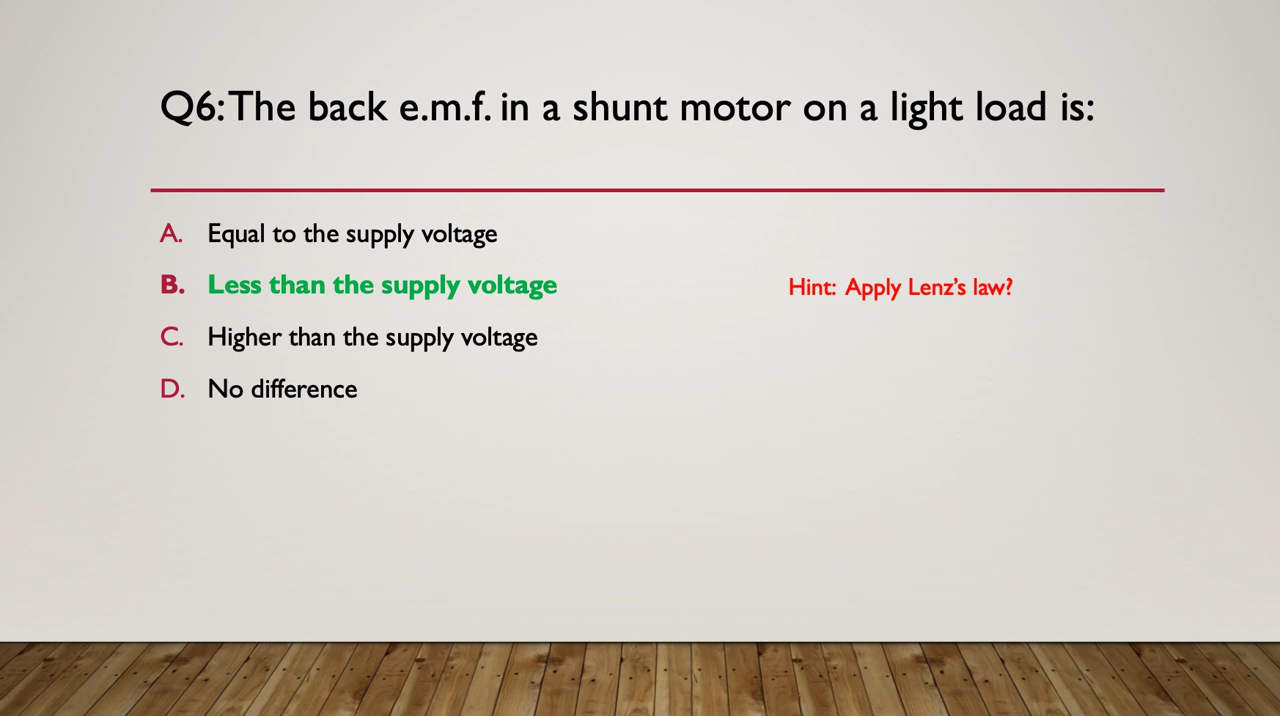 Q6: The back e.m.f. in a shunt motor on a light load is:
A. Equal to the supply voltage
B. Less than the supply voltage
Hint: Apply Lenz's law?
C. Higher than the supply voltage
D. No difference